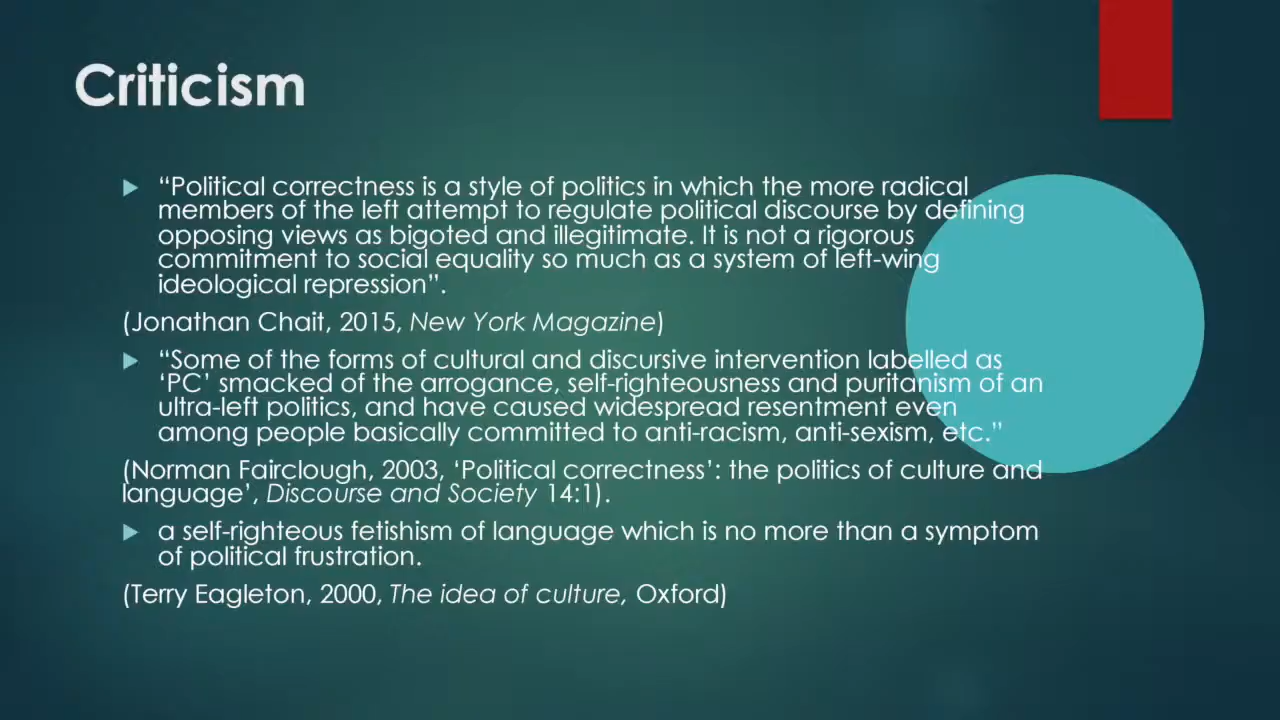 Criticism
“Political correctness is a style of politics in which the more radical
members of the left attempt to regulate political discourse by defining
opposing views as bigoted and illegitimate. It is not a rigorous
commitment to social equality so much as a system of left-wing
ideological repression”.
(Jonathan Chait, 2015, New York Magazine)
“Some of the forms of cultural and discursive intervention labelled as
‘PC’ smacked of the arrogance, self-righteousness and puritanism of an
ultra-left politics, and have caused widespread resentment even
among people basically committed to anti-racism, anti-sexism, etc.”
(Norman Fairclough, 2003, ‘Political correctness’: the politics of culture and
language’, Discourse and Society 14:1).
a self-righteous fetishism of language which is no more than a symptom
of political frustration.
(Terry Eagleton, 2000, The idea of culture, Oxford)